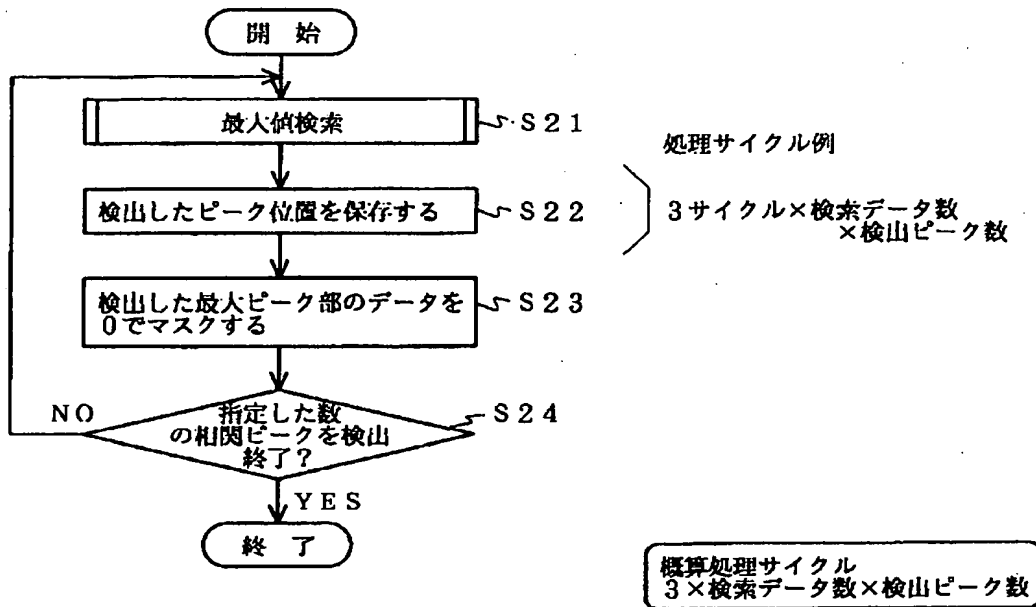 開 始
最大値検索
S21
処理サイクル例
検出したピーク位置を保存する
S22
3サイクル×検索データ数
×検出ピーク数
検出した最大ピーク部のデータを
0でマスクする
S23
指定した数
の相関ピークを検出
終了?
S24
NO
YES
終 了
概算処理サイクル
3×検索データ数×検出ピーク数